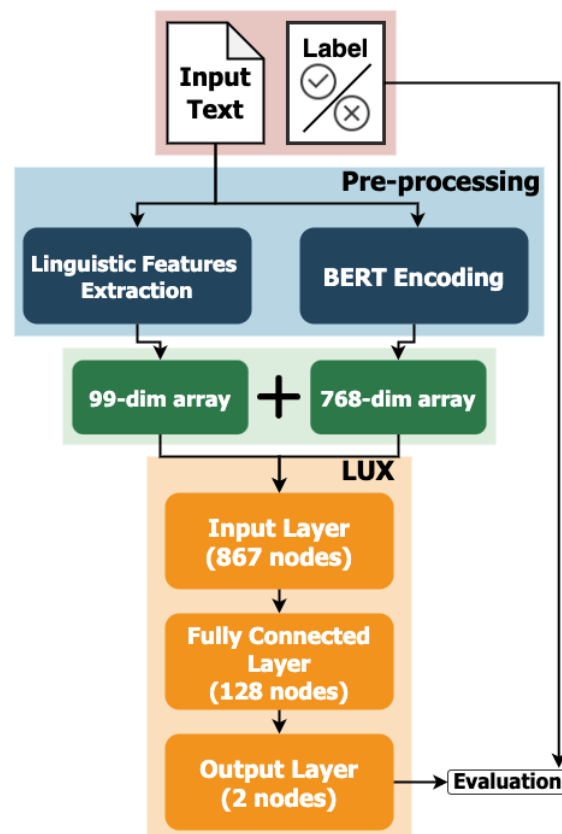 Input
Text
Label
Pre-processing
Linguistic Features
Extraction
BERT Encoding
99-dim array
+
768-dim array
LUX
Input Layer
(867 nodes)
Fully Connected
Layer
(128 nodes)
Output Layer
(2 nodes)
Evaluation